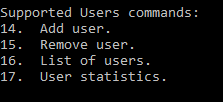 Supported Users commands:
14.  Add user.
15.  Remove user.
16.  List of users.
17.  User statistics.